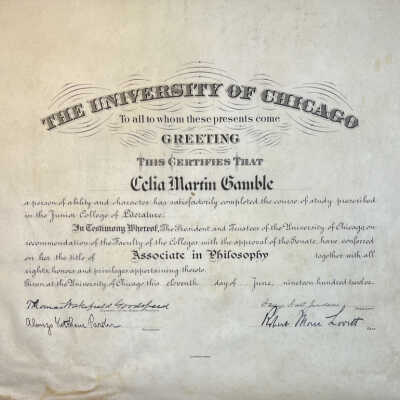 THE UNIVERSITY OF CHICAGO
To all to whom these presents come
GREETING
THIS CERTIFIES THAT
Celia Martin Gamble
a person of ability and character has satisfactorily completed the course of study prescribed
in the Junior College of Literature.
In Testimony Whereof, The President and Trustees of the University of Chicago, on
recommendation of the Faculty of the Colleges with the approval of the Senate, have conferred
on her the title of Associate in Philosophy together with all
rights, honors and privileges appertaining thereto.
Given at the University of Chicago this eleventh day of June, nineteen hundred twelve.
Thomas Wakefield Goodspeed
Alonzo Ketcham Parker Robert Morss Lovett